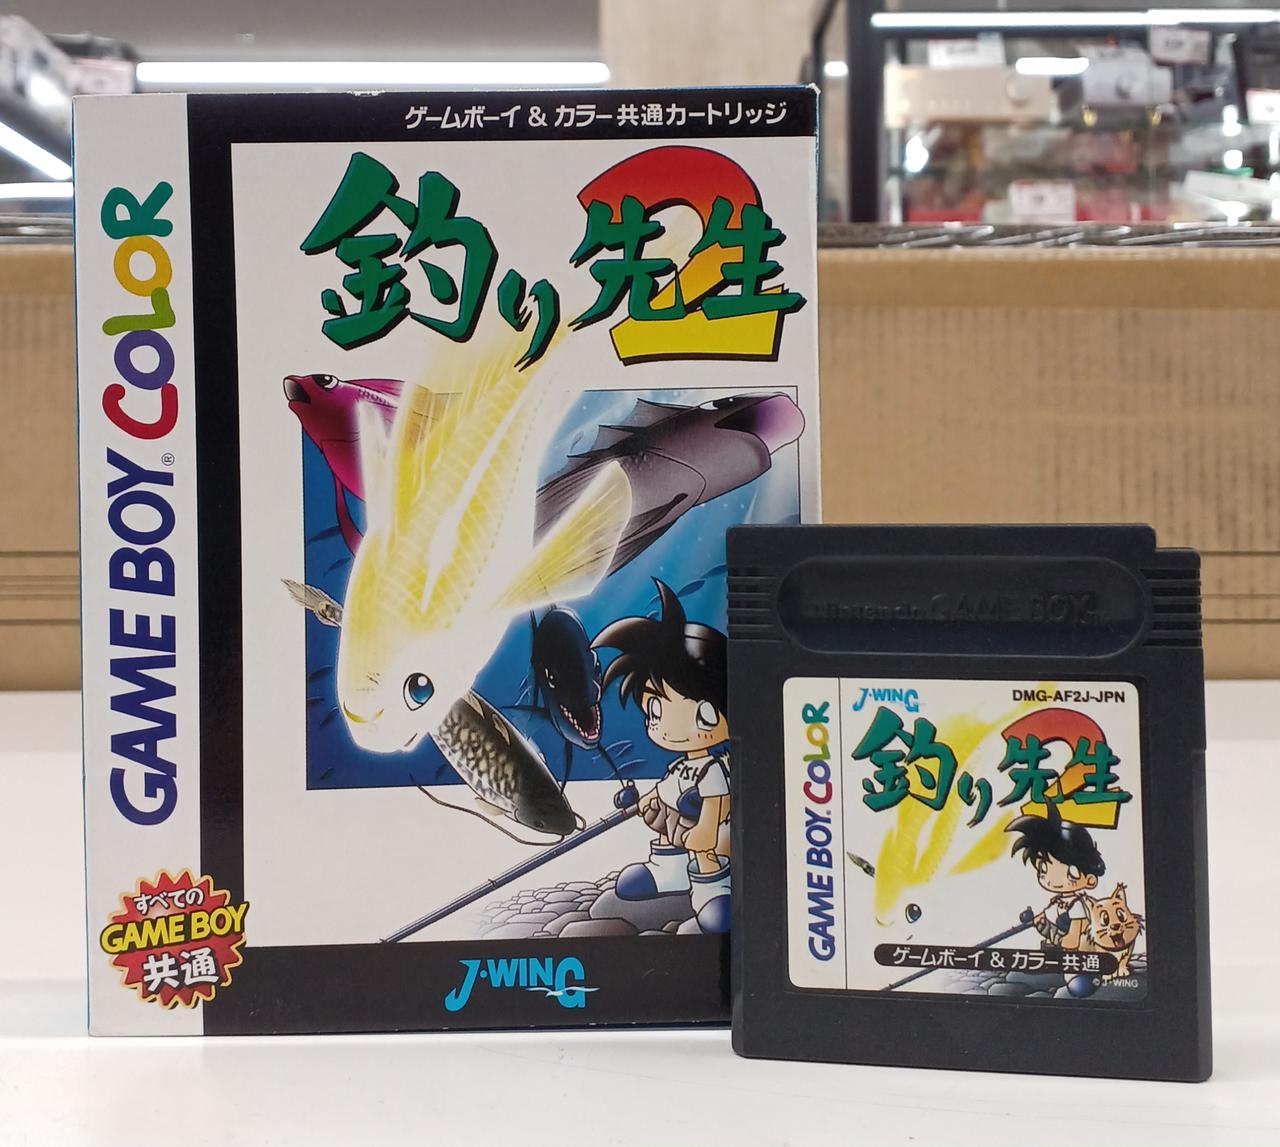 ゲームボーイ & カラー共通カートリッジ
釣り先生2
GAME BOY COLOR
®
FISH
すべての
GAME BOY
共通
J·WING
Nintendo GAME BOY
J·WING
DMG-AF2J-JPN
釣り先生2
GAME BOY COLOR
ゲームボーイ & カラー共通
© J·WING